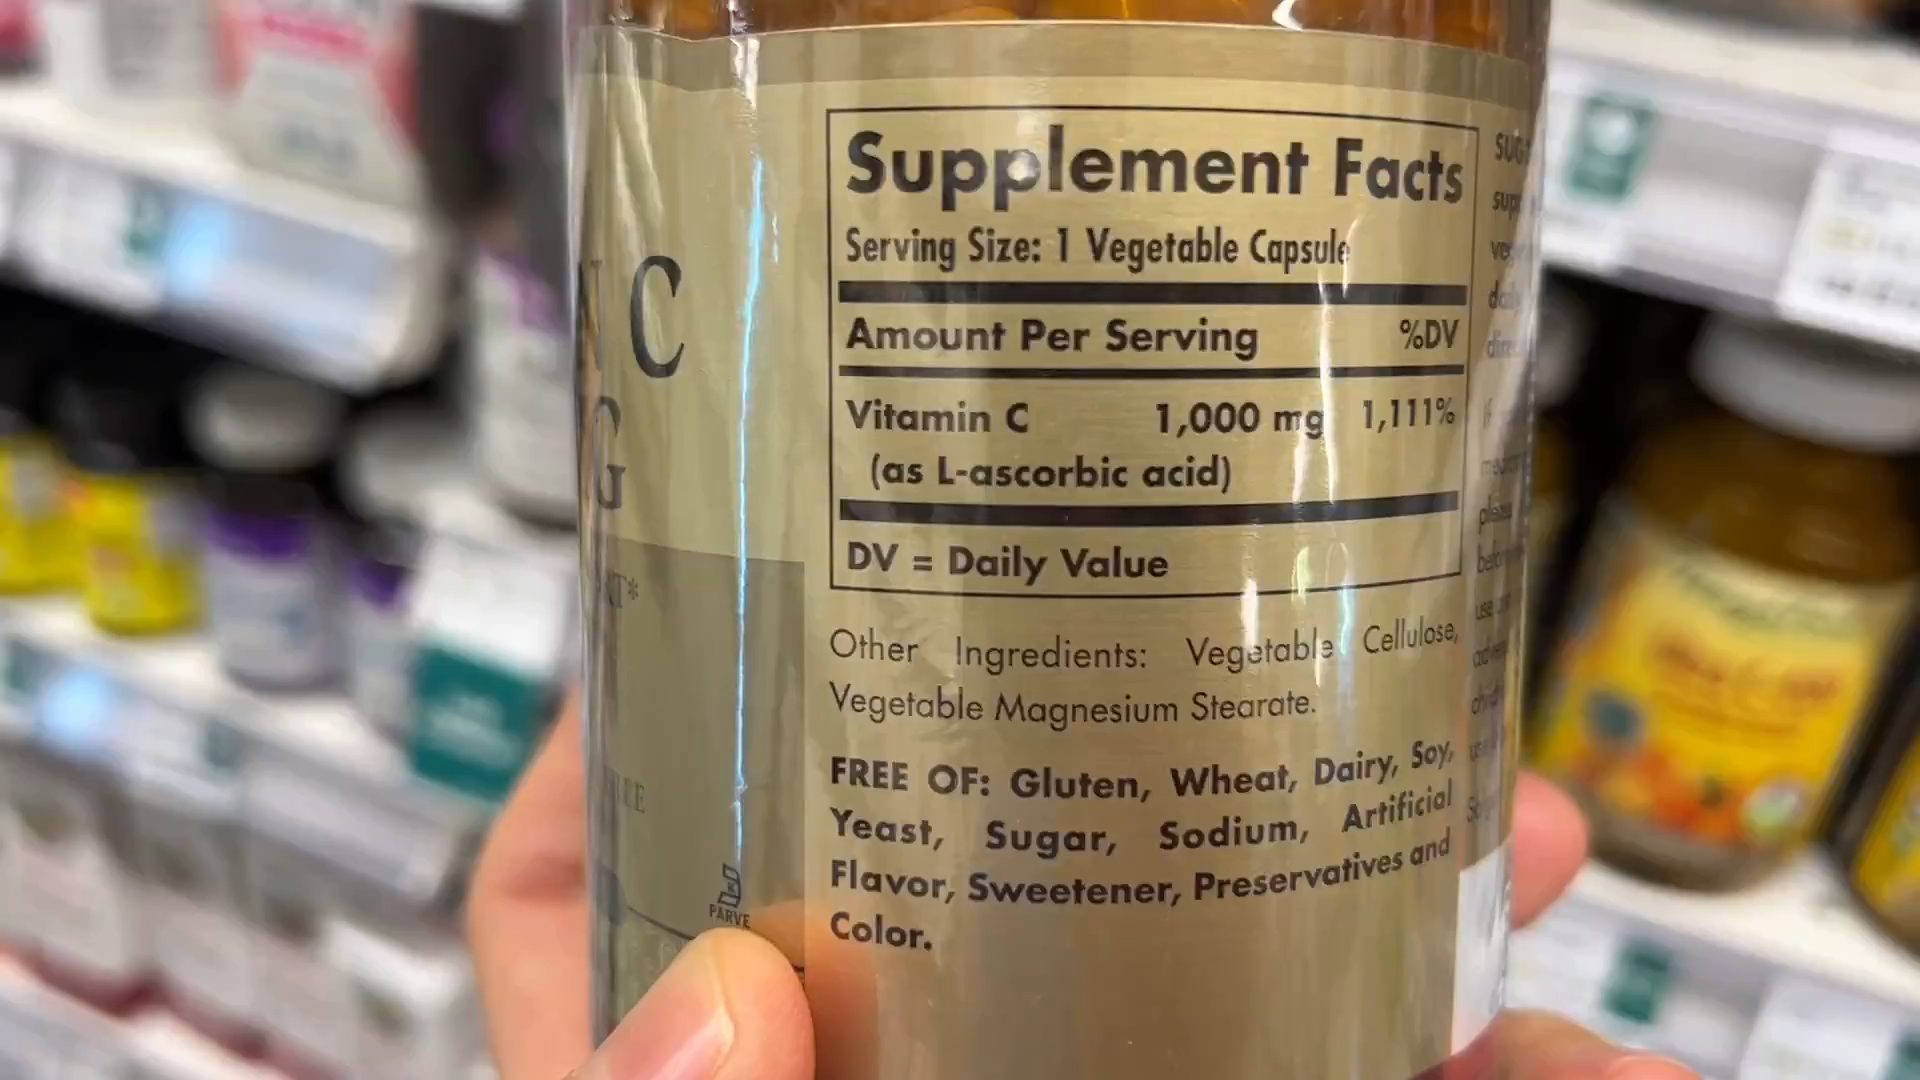 C
G
PARVE
Supplement Facts
Serving Size: 1 Vegetable Capsule
Amount Per Serving %DV
Vitamin C 1,000 mg 1,111%
(as L-ascorbic acid)
DV = Daily Value
Other Ingredients: Vegetable Cellulose,
Vegetable Magnesium Stearate.
FREE OF: Gluten, Wheat, Dairy, Soy,
Yeast, Sugar, Sodium, Artificial
Flavor, Sweetener, Preservatives and
Color.